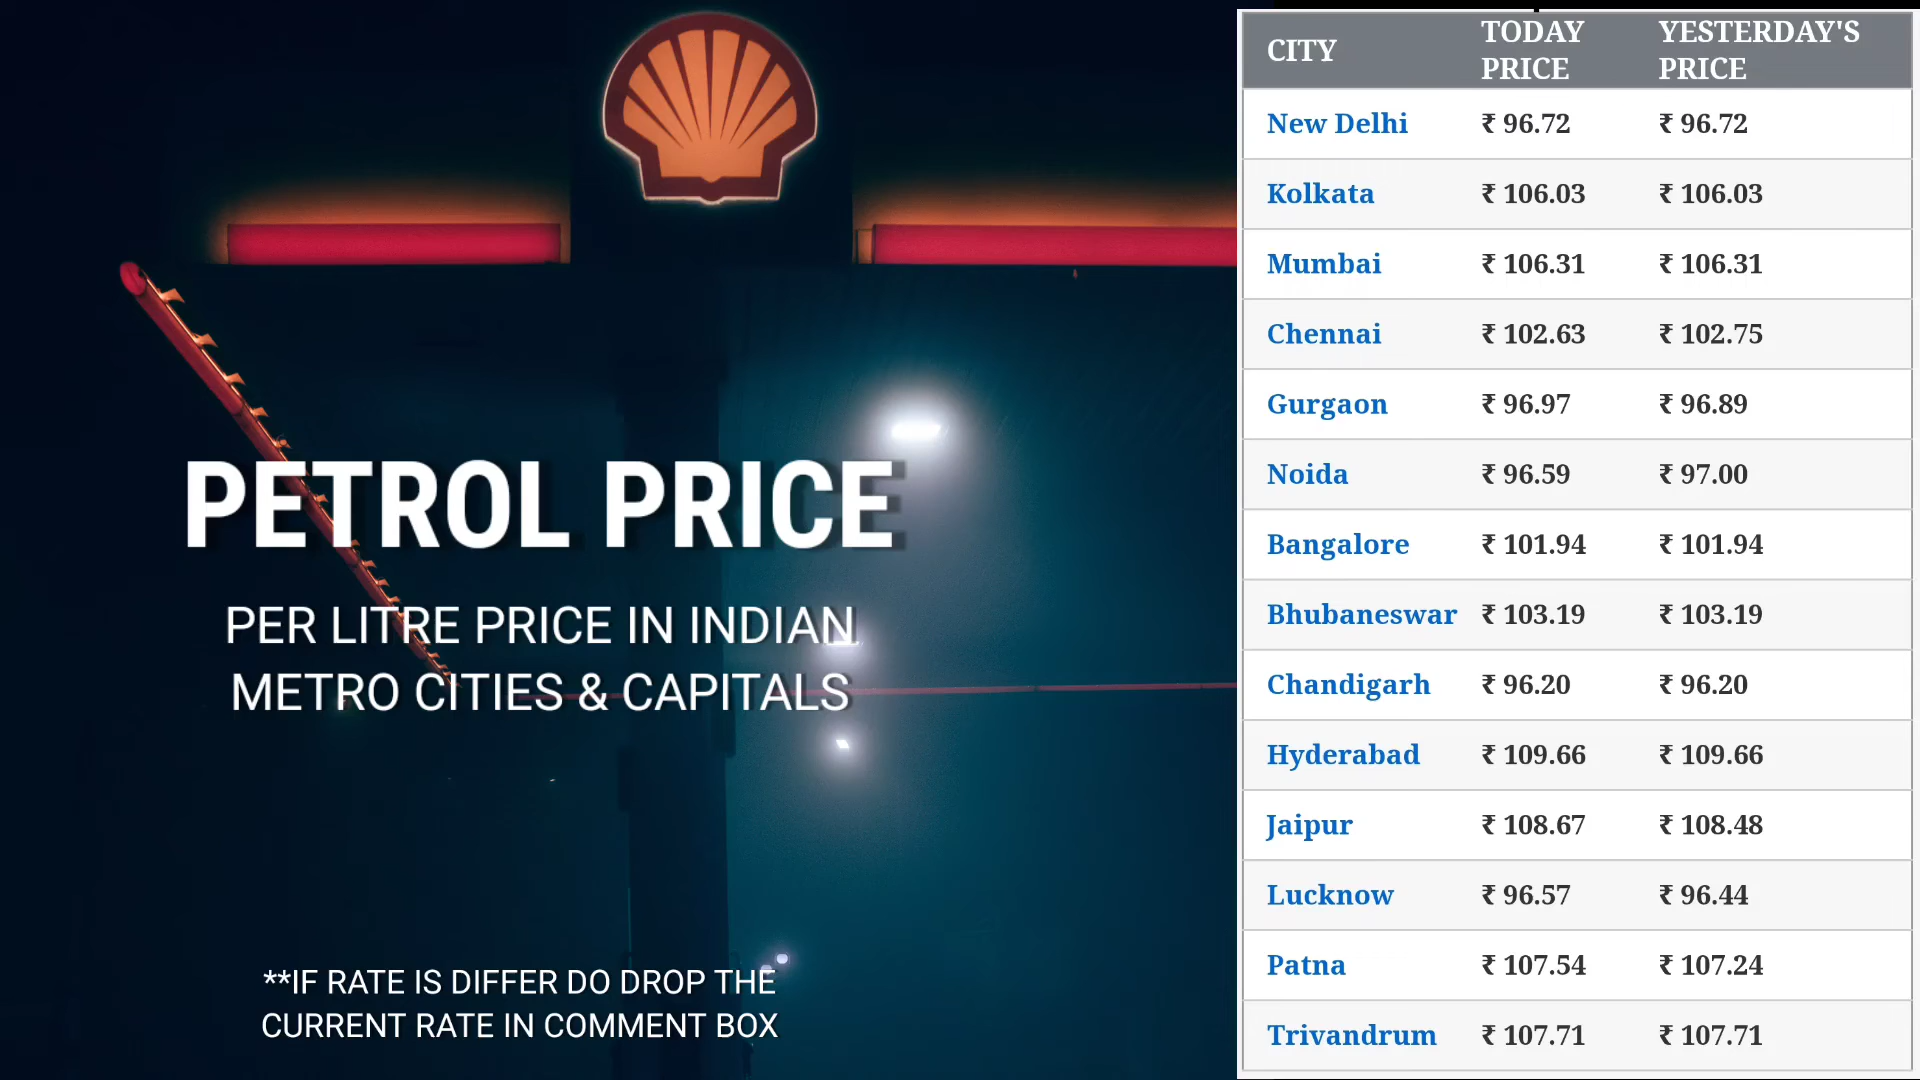 PETROL PRICE
PER LITRE PRICE IN INDIAN
METRO CITIES & CAPITALS
**IF RATE IS DIFFER DO DROP THE
CURRENT RATE IN COMMENT BOX
CITY TODAY PRICE YESTERDAY'S PRICE
New Delhi ₹ 96.72 ₹ 96.72
Kolkata ₹ 106.03 ₹ 106.03
Mumbai ₹ 106.31 ₹ 106.31
Chennai ₹ 102.63 ₹ 102.75
Gurgaon ₹ 96.97 ₹ 96.89
Noida ₹ 96.59 ₹ 97.00
Bangalore ₹ 101.94 ₹ 101.94
Bhubaneswar ₹ 103.19 ₹ 103.19
Chandigarh ₹ 96.20 ₹ 96.20
Hyderabad ₹ 109.66 ₹ 109.66
Jaipur ₹ 108.67 ₹ 108.48
Lucknow ₹ 96.57 ₹ 96.44
Patna ₹ 107.54 ₹ 107.24
Trivandrum ₹ 107.71 ₹ 107.71